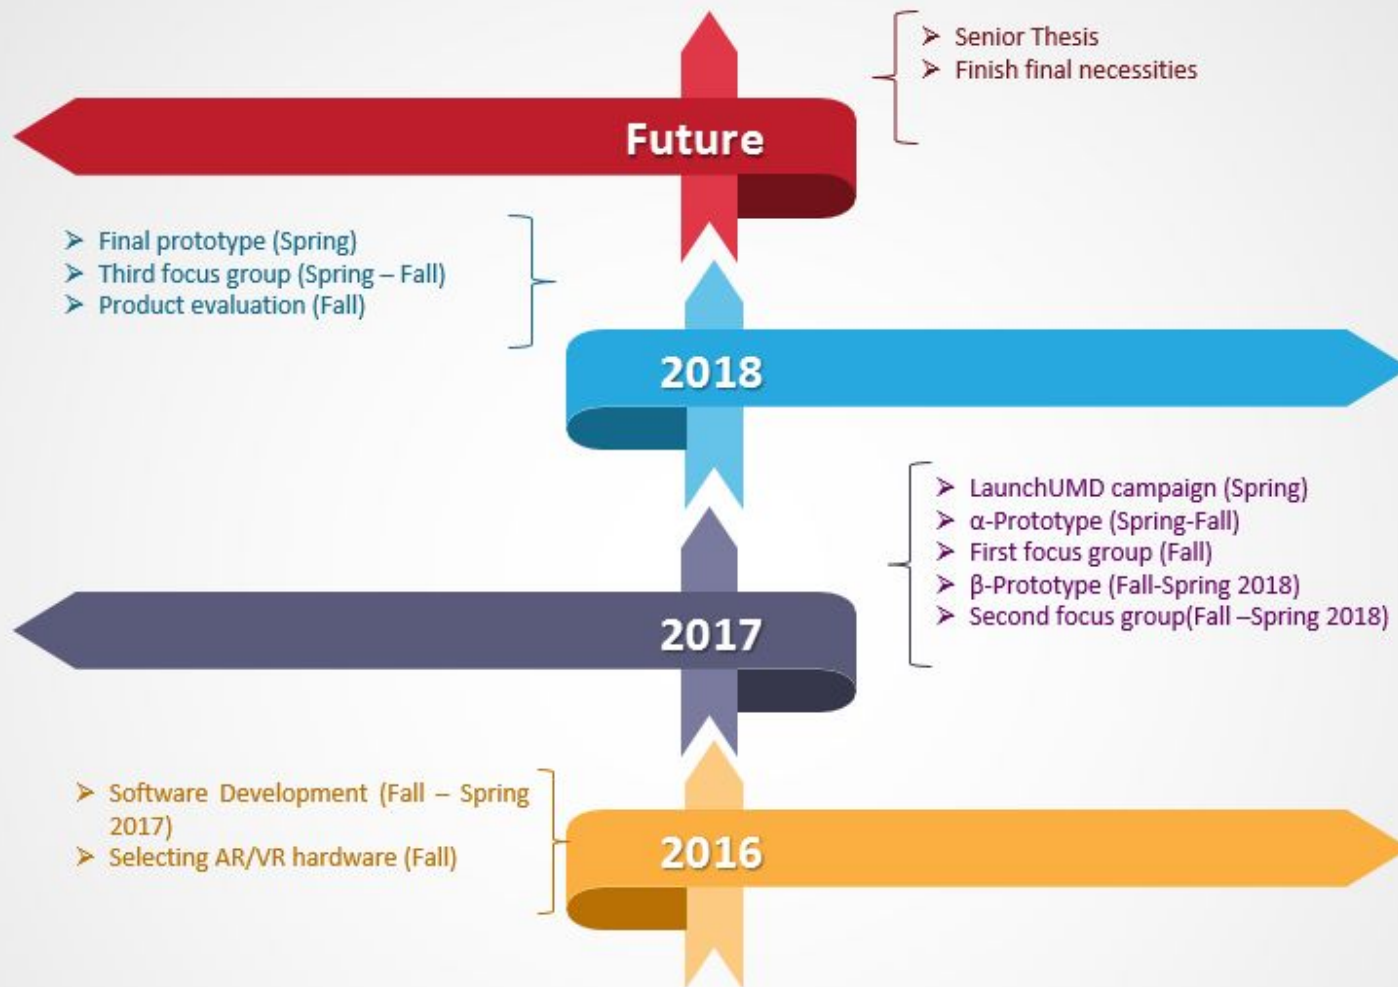 ➤ Senior Thesis
➤ Finish final necessities
Future
➤ Final prototype (Spring)
➤ Third focus group (Spring – Fall)
➤ Product evaluation (Fall)
2018
➤ LaunchUMD campaign (Spring)
➤ α-Prototype (Spring-Fall)
➤ First focus group (Fall)
➤ β-Prototype (Fall-Spring 2018)
➤ Second focus group(Fall –Spring 2018)
2017
➤ Software Development (Fall – Spring
2017)
➤ Selecting AR/VR hardware (Fall)
2016